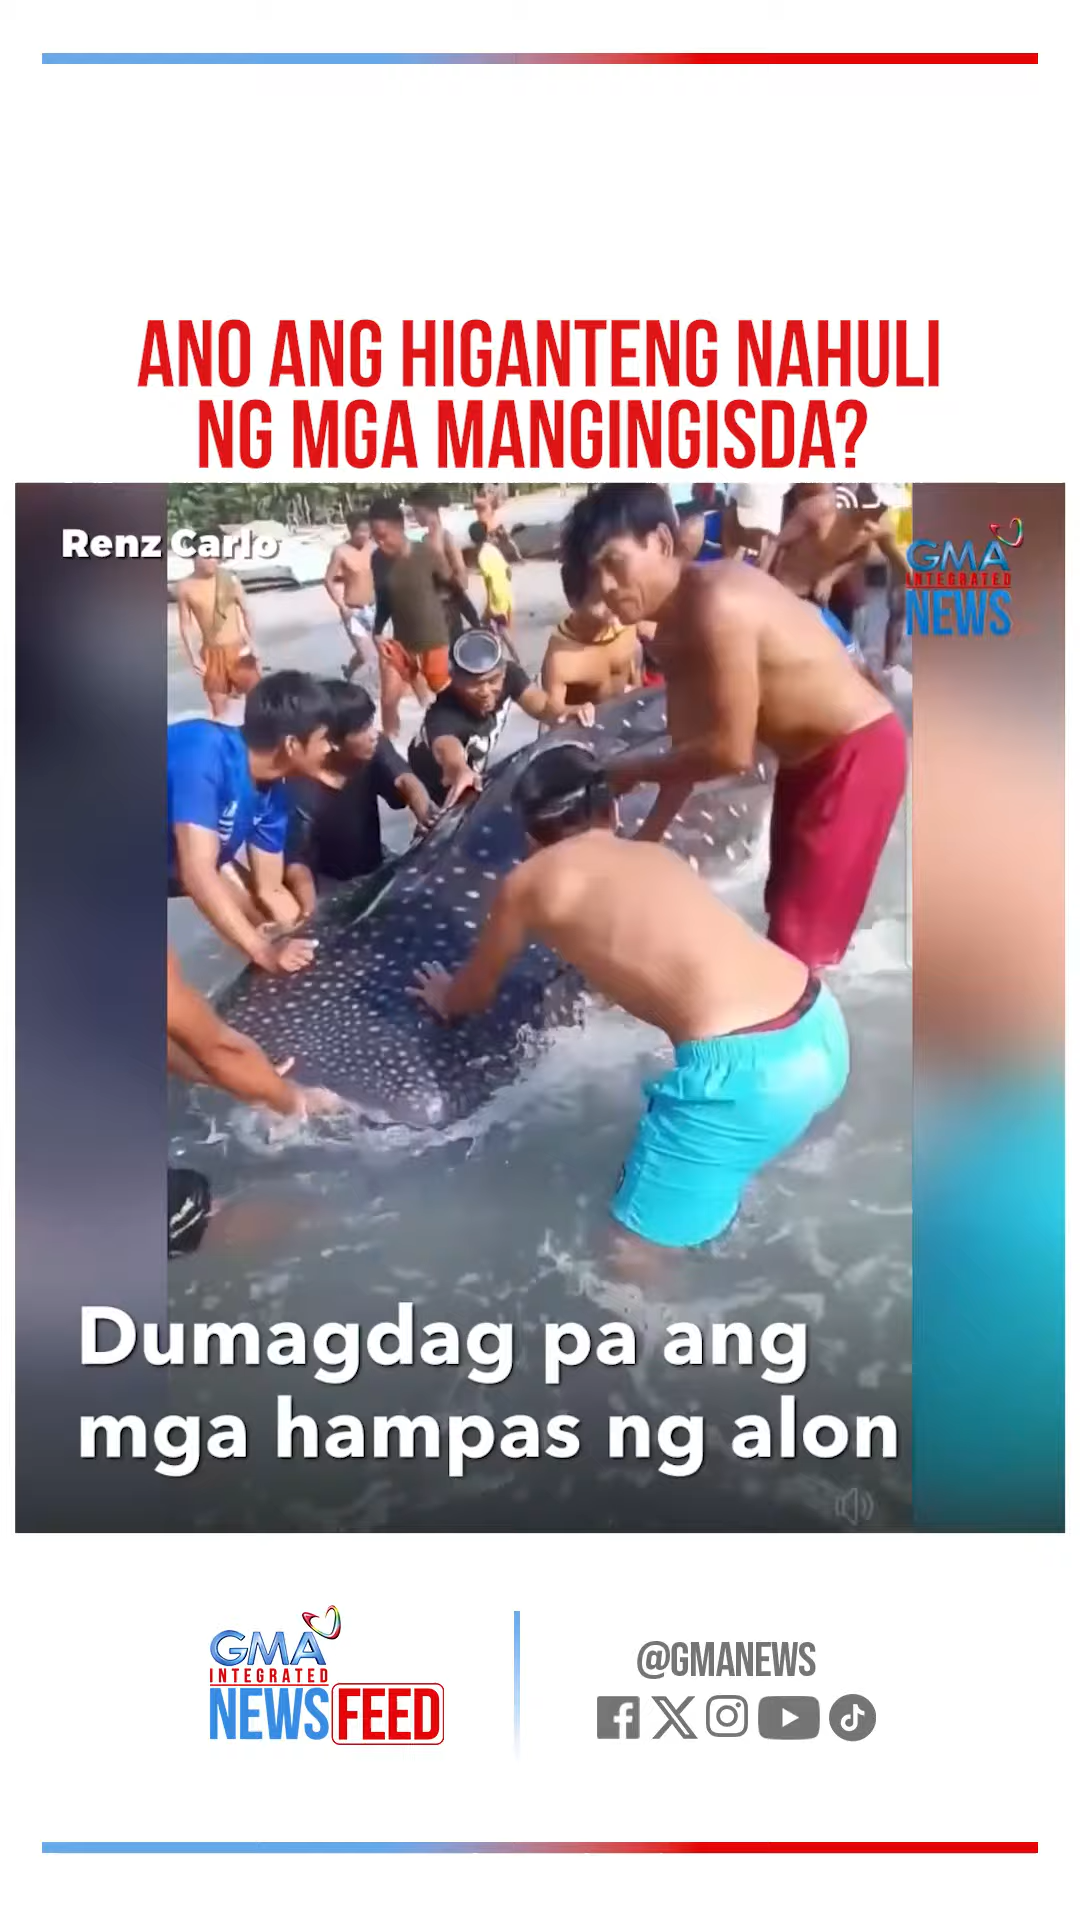 ANO ANG HIGANTENG NAHULI
NG MGA MANGINGISDA?
Renz Carlo
GMA
INTEGRATED
NEWS
Dumagdag pa ang
mga hampas ng alon
GMA
INTEGRATED
NEWSFEED
@GMANEWS